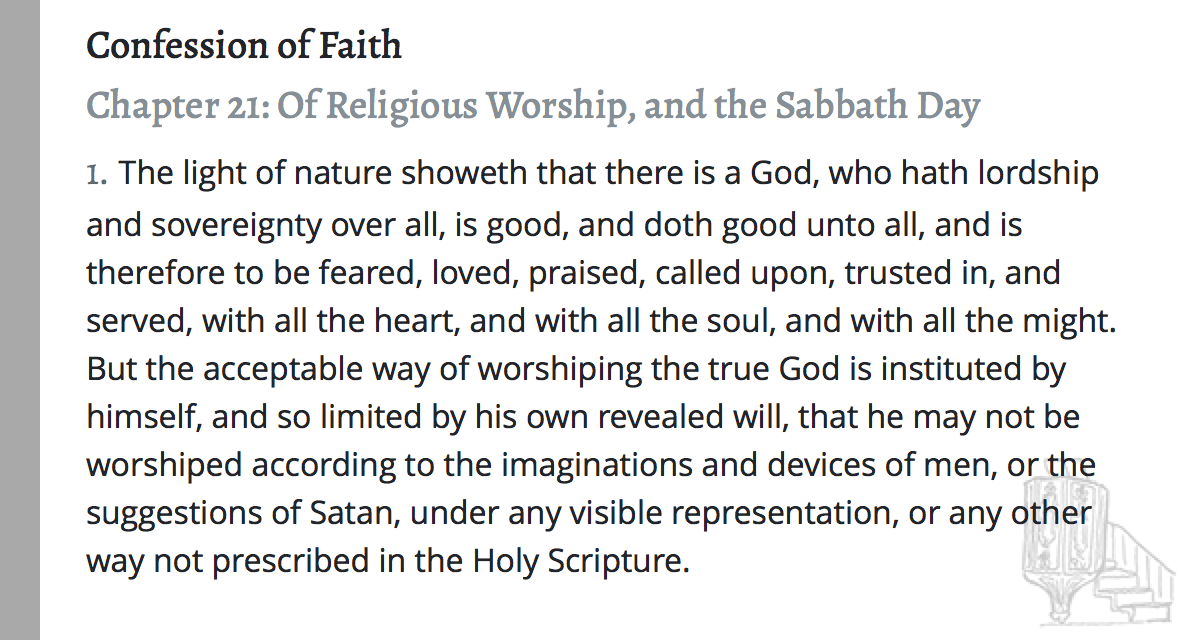 Confession of Faith
Chapter 21: Of Religious Worship, and the Sabbath Day
1. The light of nature showeth that there is a God, who hath lordship
and sovereignty over all, is good, and doth good unto all, and is
therefore to be feared, loved, praised, called upon, trusted in, and
served, with all the heart, and with all the soul, and with all the might.
But the acceptable way of worshiping the true God is instituted by
himself, and so limited by his own revealed will, that he may not be
worshiped according to the imaginations and devices of men, or the
suggestions of Satan, under any visible representation, or any other
way not prescribed in the Holy Scripture.